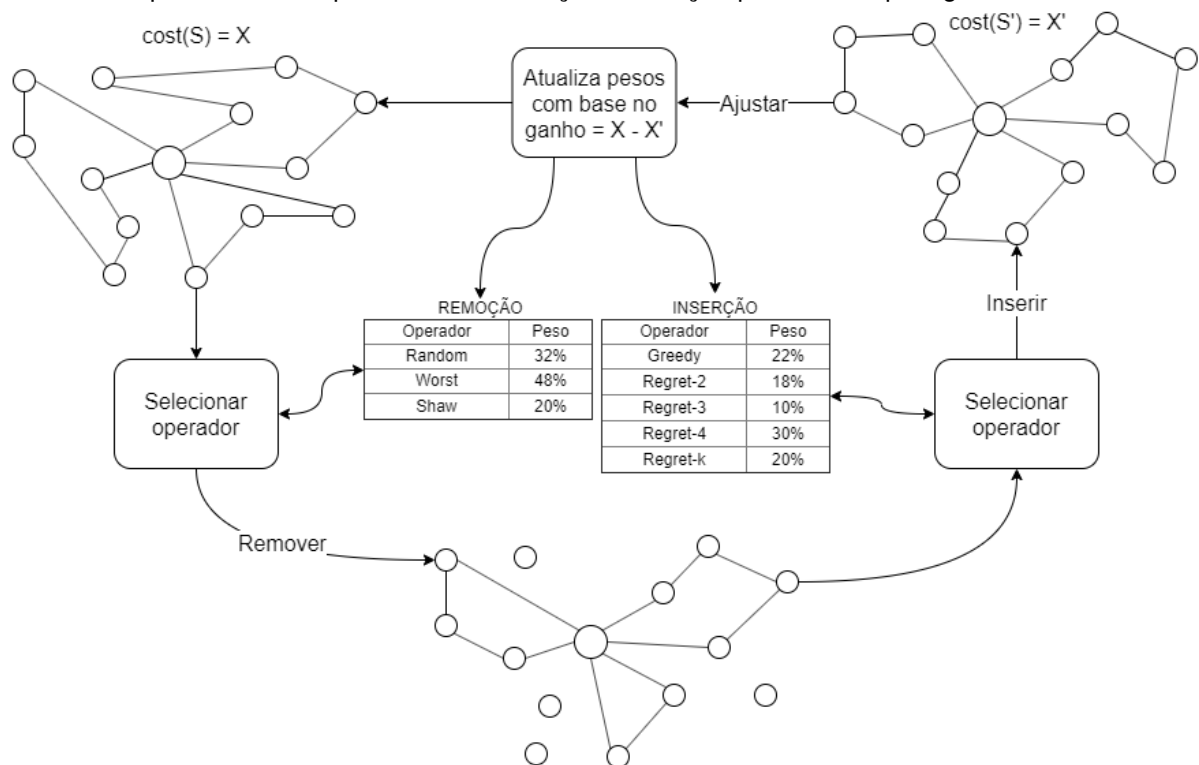 cost(S) = X
cost(S') = X'
Atualiza pesos
com base no
ganho = X - X'
Ajustar
REMOÇÃO
Operador Peso
Random 32%
Worst 48%
Shaw 20%
INSERÇÃO
Operador Peso
Greedy 22%
Regret-2 18%
Regret-3 10%
Regret-4 30%
Regret-k 20%
Inserir
Selecionar
operador
Selecionar
operador
Remover